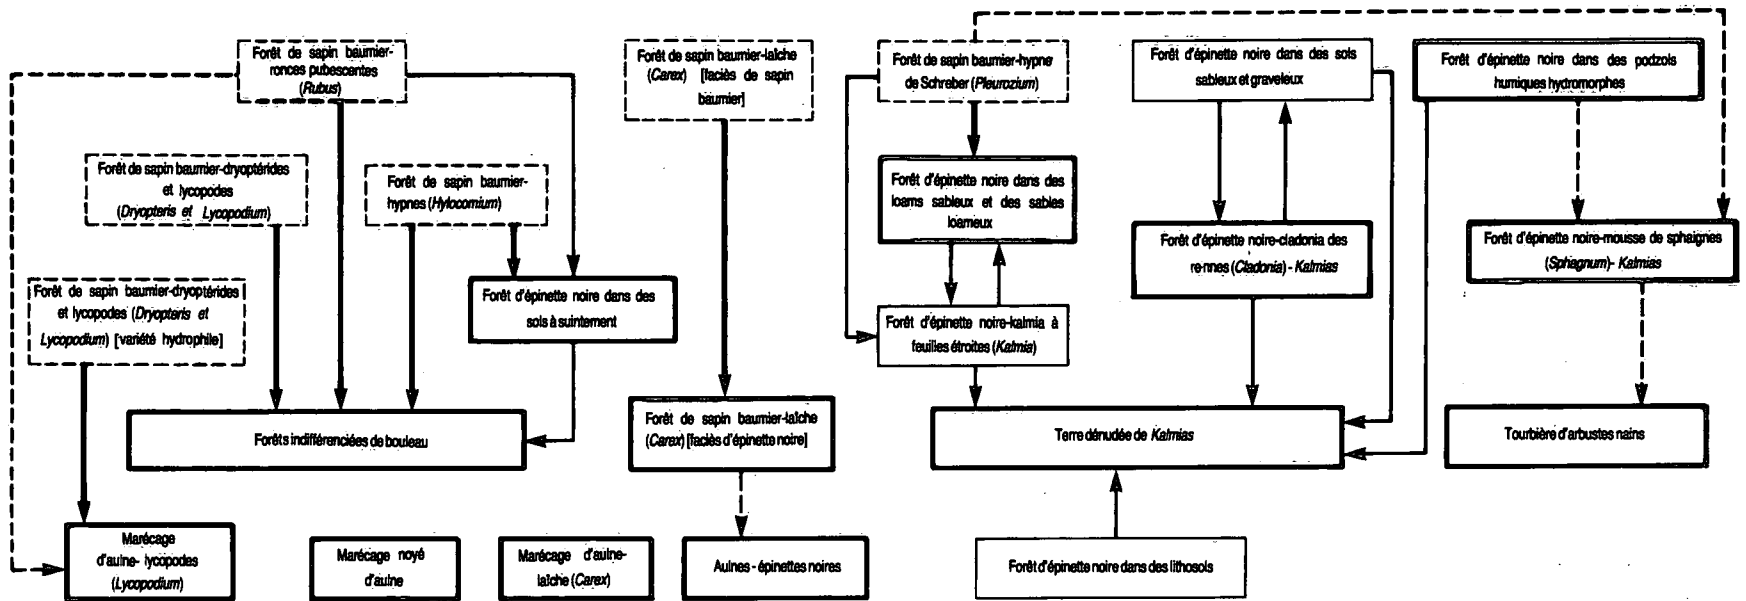 Forêt de sapin baumier-
ronces pubescentes
(Rubus)
Forêt de sapin baumier-laîche
(Carex) [faciès de sapin
baumier]
Forêt de sapin baumier-hypne
de Schreber (Pleurozium)
Forêt d'épinette noire dans des sols
sableux et graveleux
Forêt d'épinette noire dans des podzols
humiques hydromorphes
Forêt de sapin baumier-dryoptérides
et lycopodes
(Dryopteris et Lycopodium)
Forêt de sapin baumier-
hypnes (Hylocomium)
Forêt d'épinette noire dans des
loams sableux et des sables
loameux
Forêt d'épinette noire-cladonia des
re·nnes (Cladonia) - Kalmias
Forêt d'épinette noire-mousse de sphaignes
(Sphagnum)- Kalmias
Forêt de sapin baumier-dryoptérides
et lycopodes (Dryopteris et
Lycopodium) [variété hydrophile]
Forêt d'épinette noire dans des
sols à suintement
Forêt d'épinette noire-kalmia à
feuilles étroites (Kalmia)
Forêts indifférenciées de bouleau
Forêt de sapin baumier-laîche
(Carex) [faciès d'épinette noire]
Terre dénudée de Kalmias
Tourbière d'arbustes nains
Marécage
d'aulne- lycopodes
(Lycopodium)
Marécage noyé
d'aulne
Marécage d'aulne-
laîche (Carex)
Aulnes - épinettes noires
Forêt d'épinette noire dans des lithosols